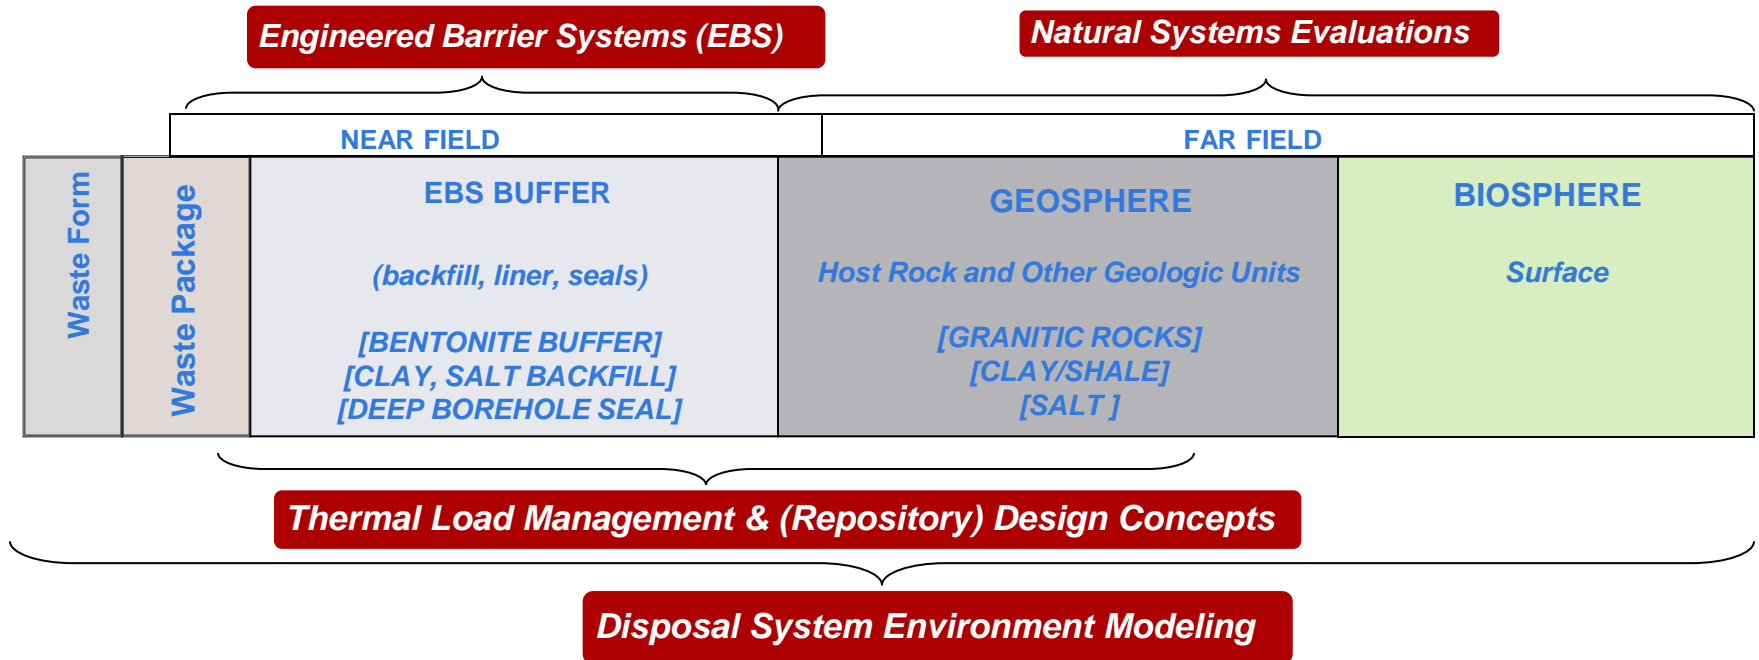 Engineered Barrier Systems (EBS)
Natural Systems Evaluations
NEAR FIELD
FAR FIELD
Waste Form
Waste Package
EBS BUFFER
(backfill, liner, seals)
[BENTONITE BUFFER]
[CLAY, SALT BACKFILL]
[DEEP BOREHOLE SEAL]
GEOSPHERE
Host Rock and Other Geologic Units
[GRANITIC ROCKS]
[CLAY/SHALE]
[SALT ]
BIOSPHERE
Surface
Thermal Load Management & (Repository) Design Concepts
Disposal System Environment Modeling